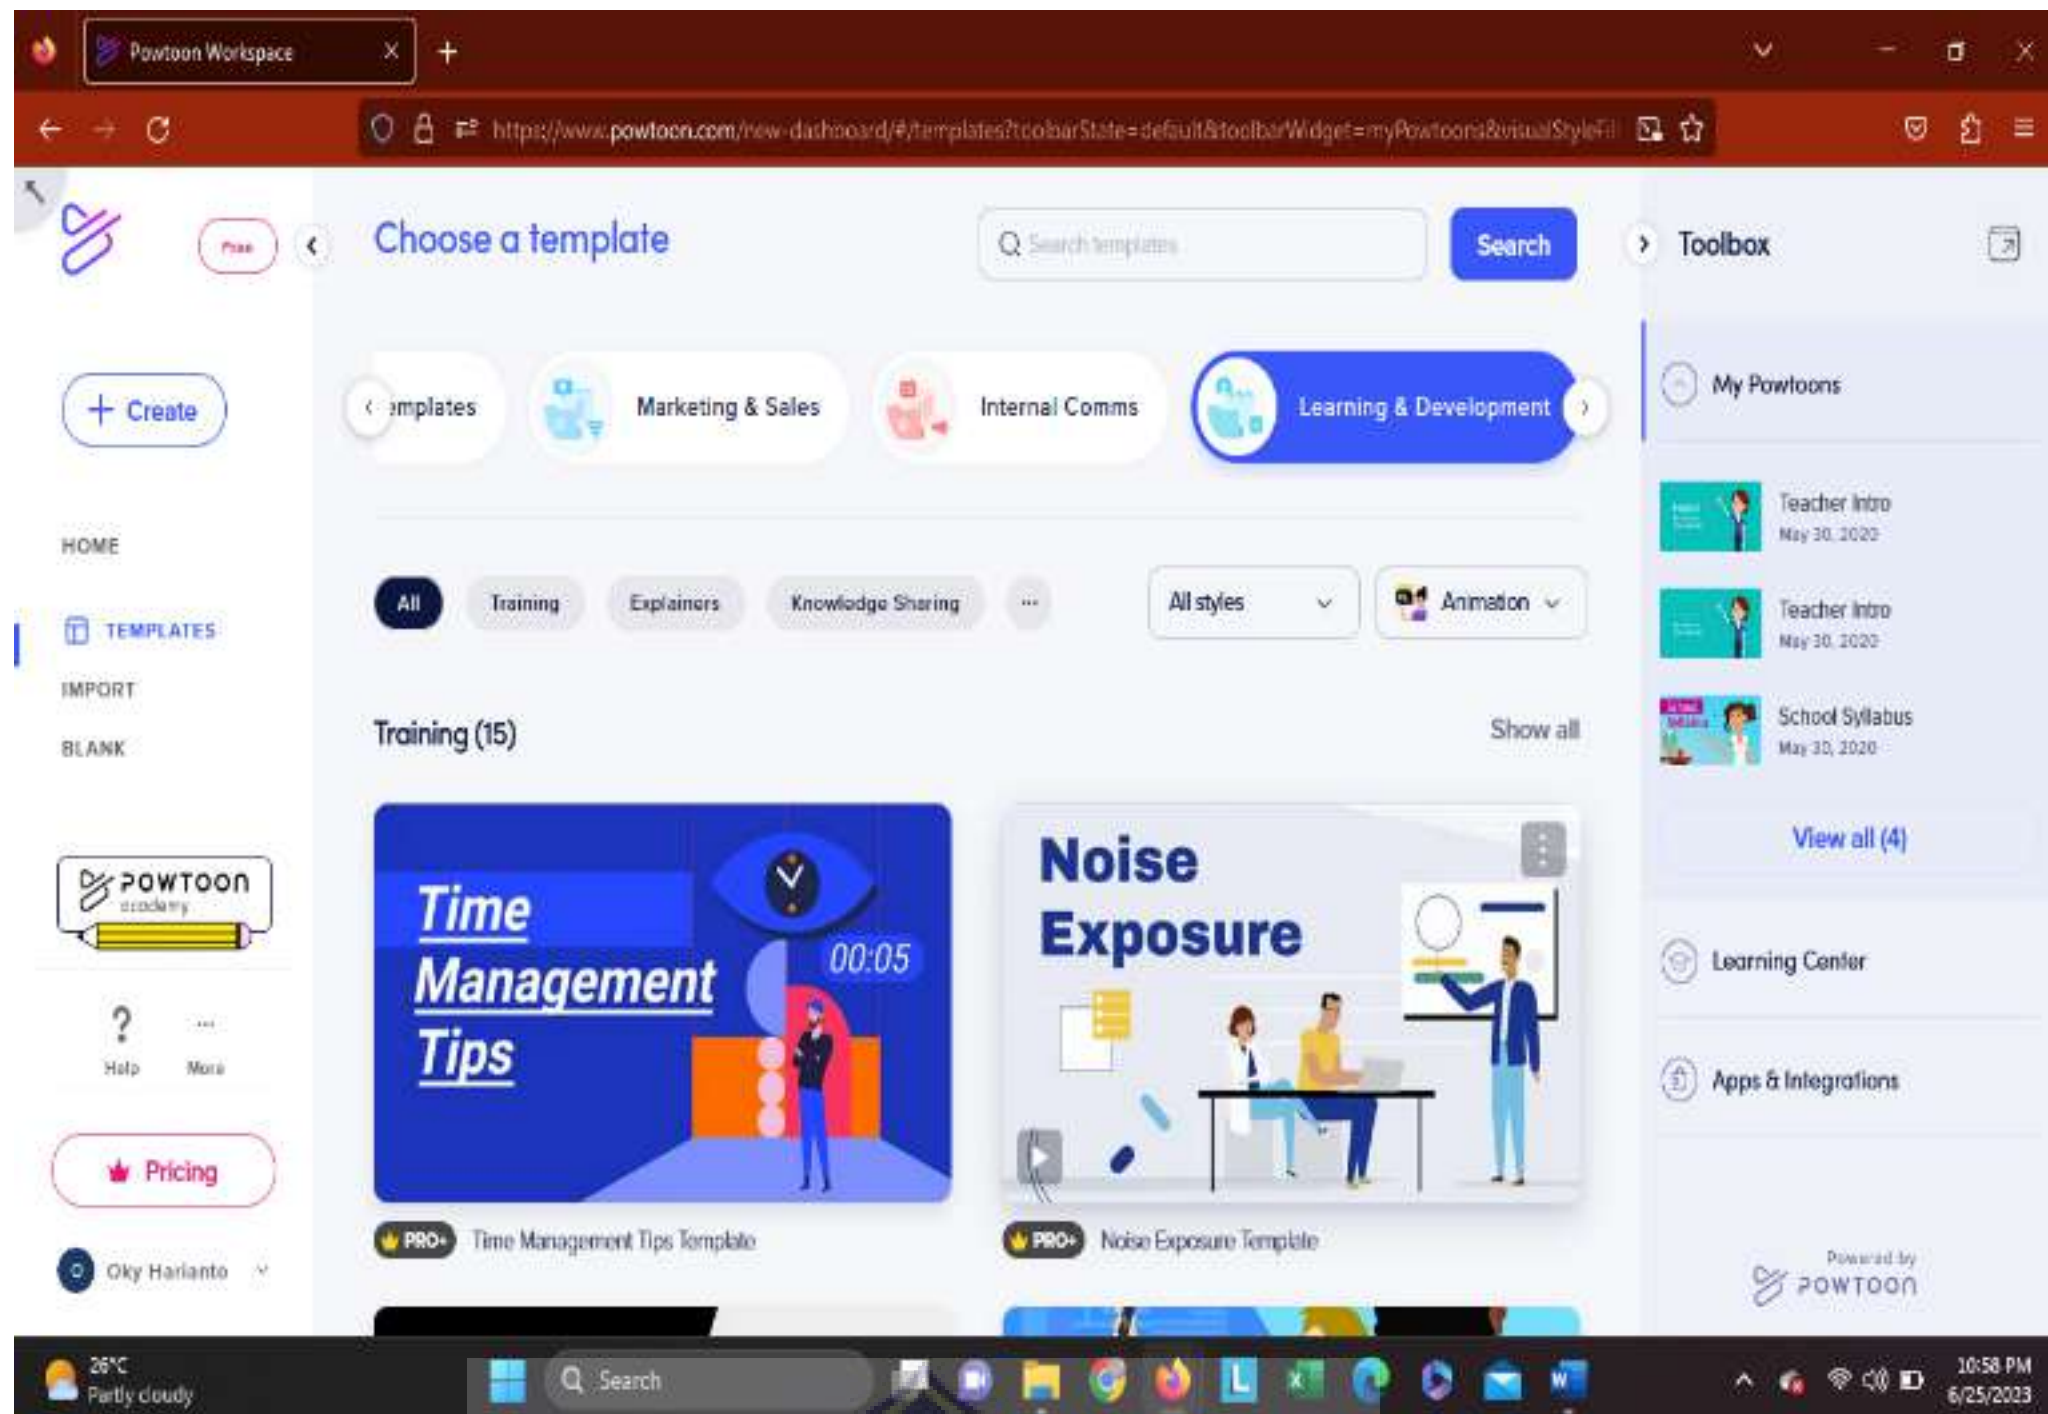 Powtoon Workspace
https://www.powtoon.com/new-dashboard/#/templates?toolbarState=default&toolbarWidget=myPowtoons&visualStyleFil
Free
Choose a template
Search templates
Search
Toolbox
+ Create
emplates
Marketing & Sales
Internal Comms
Learning & Development
My Powtoons
HOME
TEMPLATES
IMPORT
BLANK
All
Training
Explainers
Knowledge Sharing
...
All styles
Animation
Teacher Intro
May 30, 2020
Teacher Intro
May 30, 2020
School Syllabus
May 30, 2020
View all (4)
Training (15)
Show all
Time
Management
Tips
00:05
Noise
Exposure
PRO+ Time Management Tips Template
PRO+ Noise Exposure Template
POWTOON
academy
? ...
Help More
Pricing
O Oky Harianto
Learning Center
Apps & Integrations
Powered by
POWTOON
26°C
Partly cloudy
Search
10:58 PM
6/25/2023